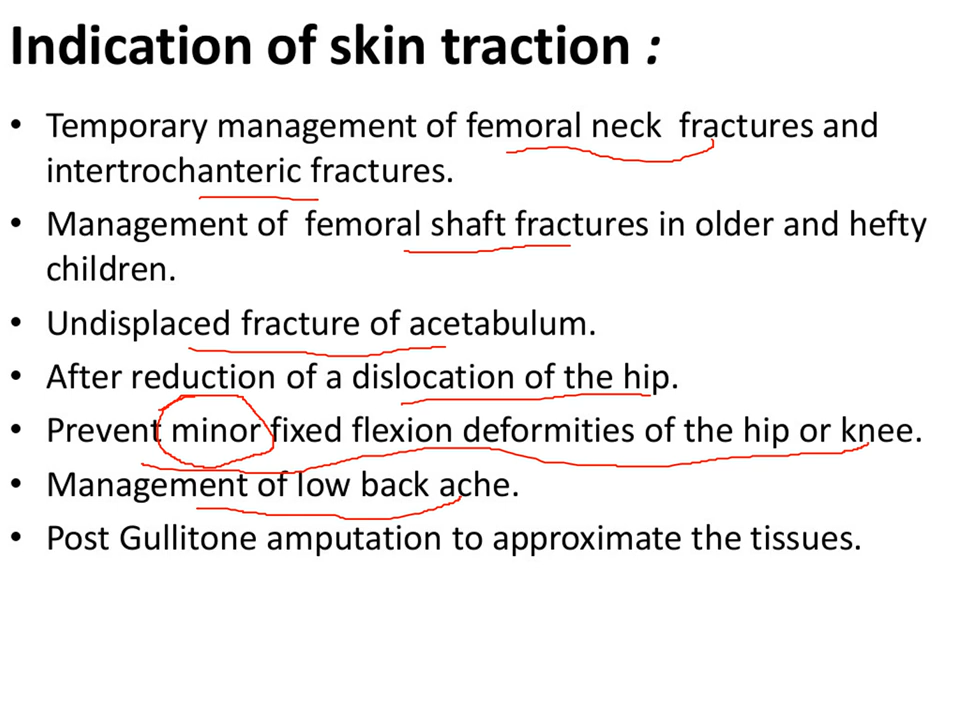 Indication of skin traction :
• Temporary management of femoral neck fractures and
intertrochanteric fractures.
• Management of femoral shaft fractures in older and hefty
children.
• Undisplaced fracture of acetabulum.
• After reduction of a dislocation of the hip.
• Prevent minor fixed flexion deformities of the hip or knee.
• Management of low back ache.
• Post Gullitone amputation to approximate the tissues.